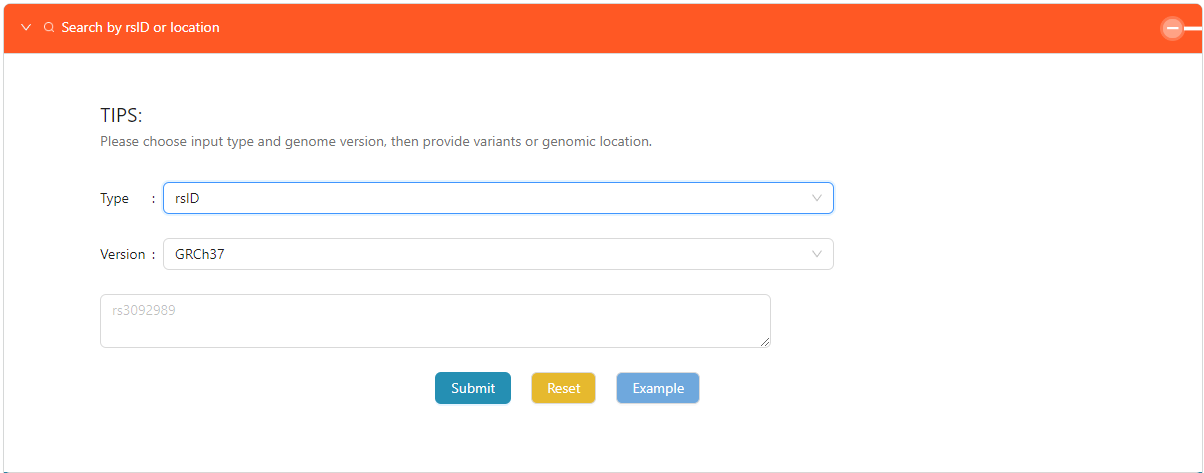 Search by rsID or location
TIPS:
Please choose input type and genome version, then provide variants or genomic location.
Type : rsID
Version : GRCh37
rs3092989
Submit Reset Example